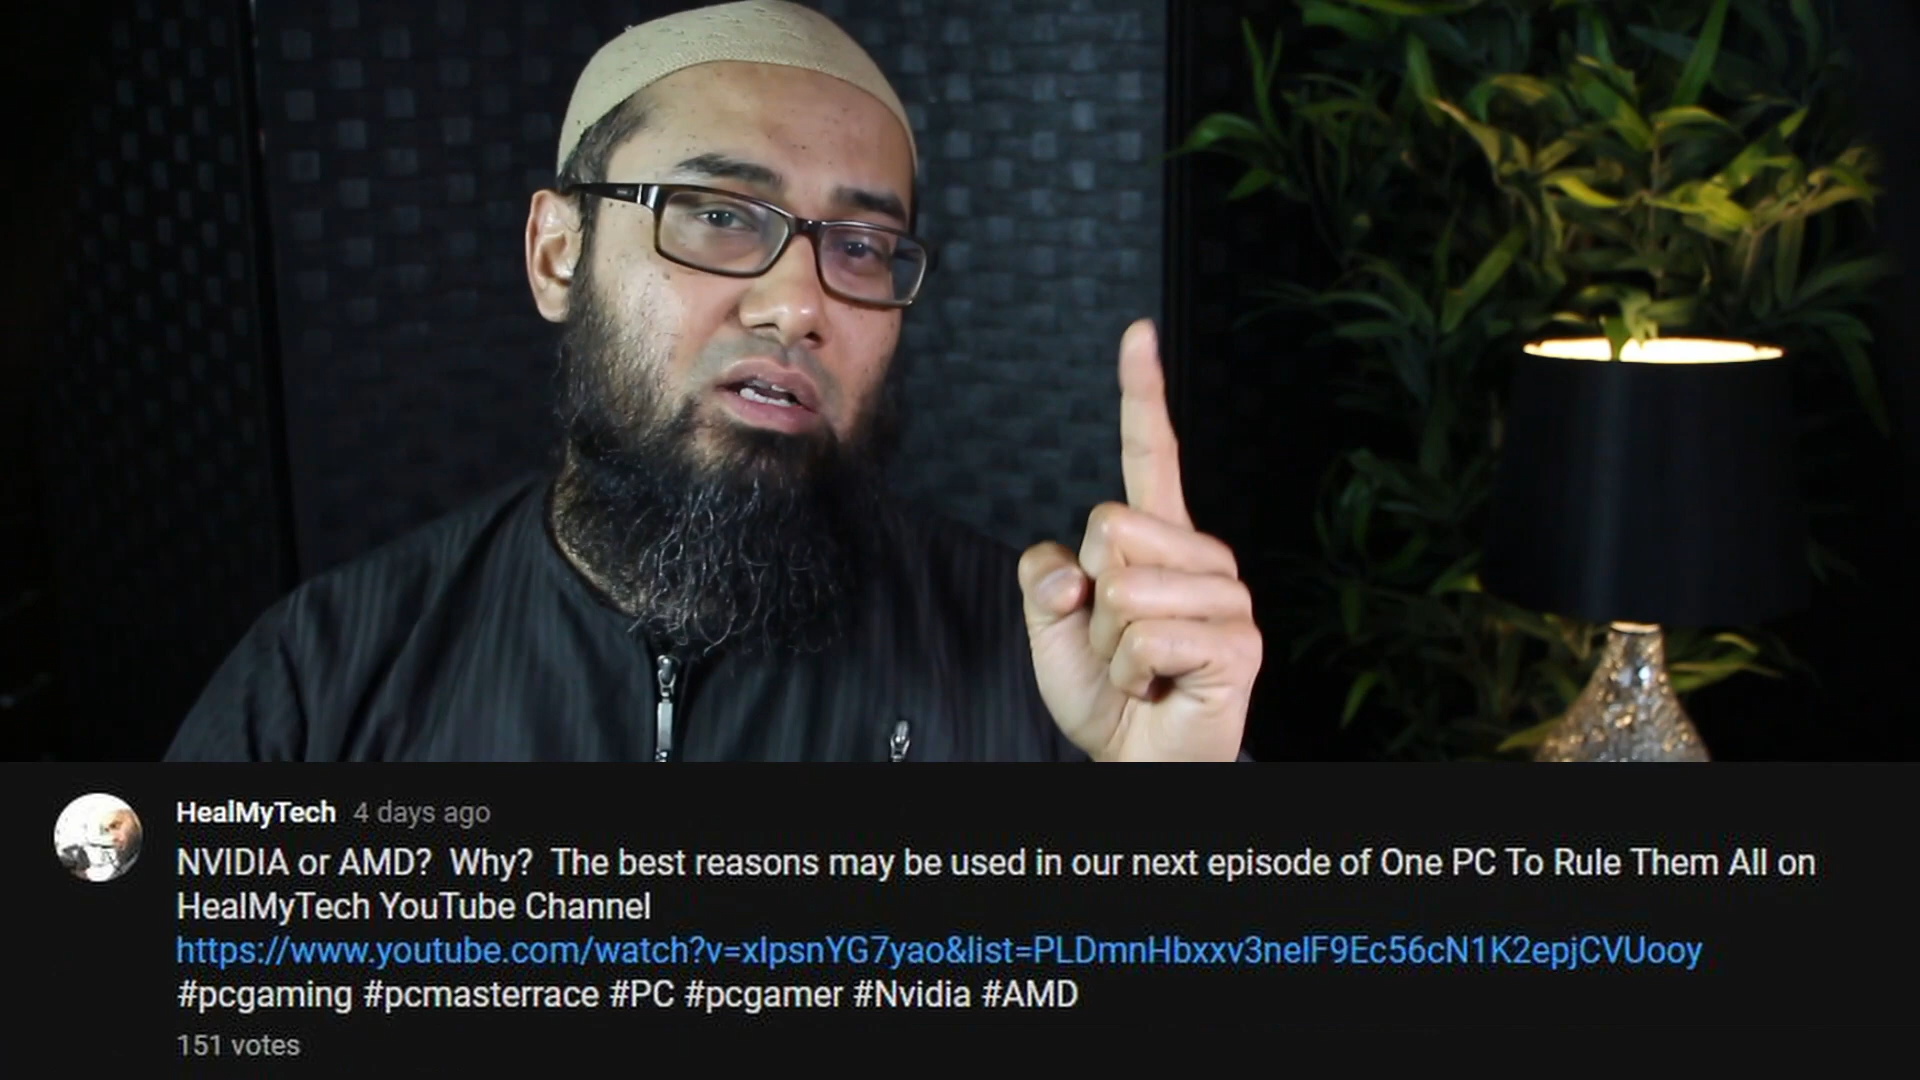 HealMyTech 4 days ago
NVIDIA or AMD?  Why?  The best reasons may be used in our next episode of One PC To Rule Them All on
HealMyTech YouTube Channel
https://www.youtube.com/watch?v=xIpsnYG7yao&list=PLDmnHbxxv3nelF9Ec56cN1K2epjCVUooy
#pcgaming #pcmasterrace #PC #pcgamer #Nvidia #AMD
151 votes